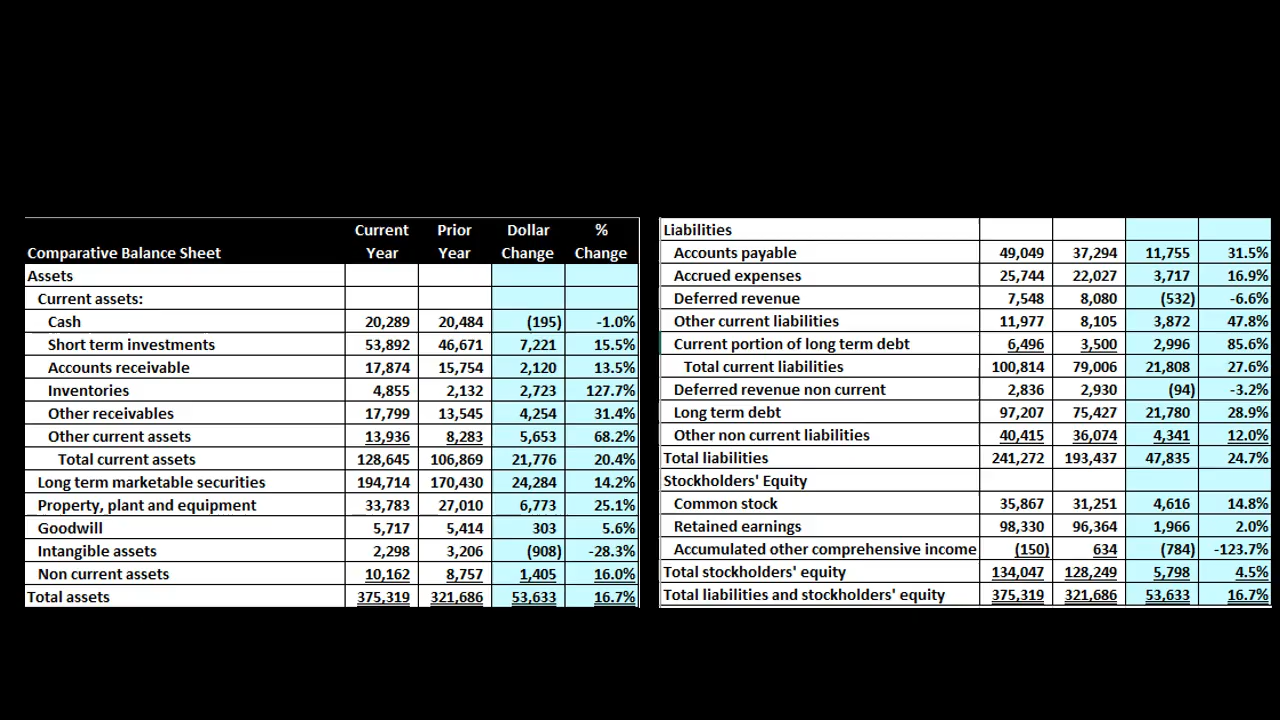 Current Prior Dollar %
Comparative Balance Sheet Year Year Change Change
Assets
Current assets:
Cash 20,289 20,484 (195) -1.0%
Short term investments 53,892 46,671 7,221 15.5%
Accounts receivable 17,874 15,754 2,120 13.5%
Inventories 4,855 2,132 2,723 127.7%
Other receivables 17,799 13,545 4,254 31.4%
Other current assets 13,936 8,283 5,653 68.2%
Total current assets 128,645 106,869 21,776 20.4%
Long term marketable securities 194,714 170,430 24,284 14.2%
Property, plant and equipment 33,783 27,010 6,773 25.1%
Goodwill 5,717 5,414 303 5.6%
Intangible assets 2,298 3,206 (908) -28.3%
Non current assets 10,162 8,757 1,405 16.0%
Total assets 375,319 321,686 53,633 16.7%
Liabilities
Accounts payable 49,049 37,294 11,755 31.5%
Accrued expenses 25,744 22,027 3,717 16.9%
Deferred revenue 7,548 8,080 (532) -6.6%
Other current liabilities 11,977 8,105 3,872 47.8%
Current portion of long term debt 6,496 3,500 2,996 85.6%
Total current liabilities 100,814 79,006 21,808 27.6%
Deferred revenue non current 2,836 2,930 (94) -3.2%
Long term debt 97,207 75,427 21,780 28.9%
Other non current liabilities 40,415 36,074 4,341 12.0%
Total liabilities 241,272 193,437 47,835 24.7%
Stockholders' Equity
Common stock 35,867 31,251 4,616 14.8%
Retained earnings 98,330 96,364 1,966 2.0%
Accumulated other comprehensive income (150) 634 (784) -123.7%
Total stockholders' equity 134,047 128,249 5,798 4.5%
Total liabilities and stockholders' equity 375,319 321,686 53,633 16.7%